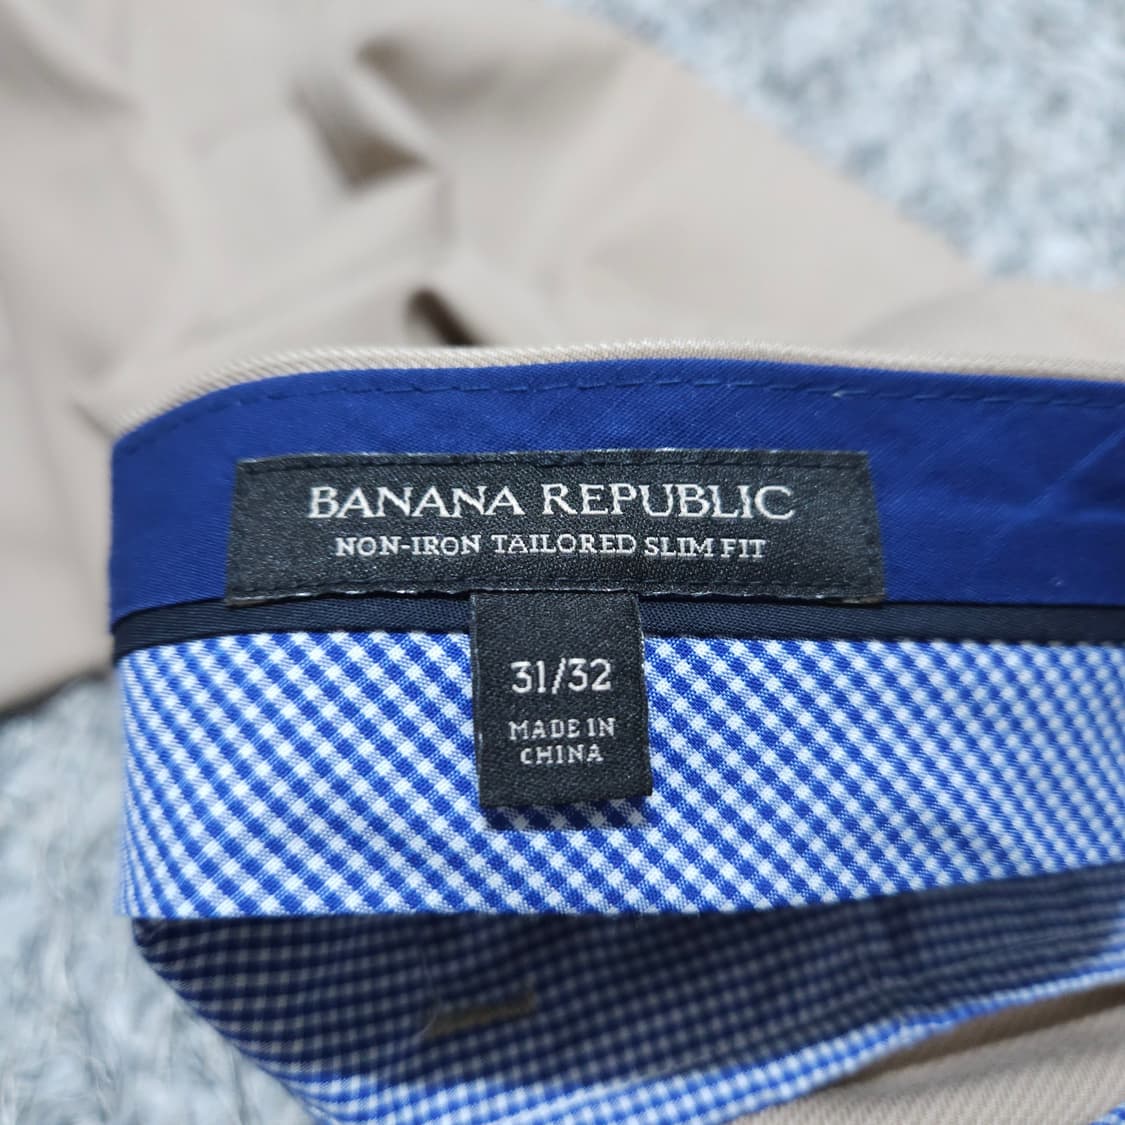 BANANA REPUBLIC
NON-IRON TAILORED SLIM FIT
31/32
MADE IN
CHINA